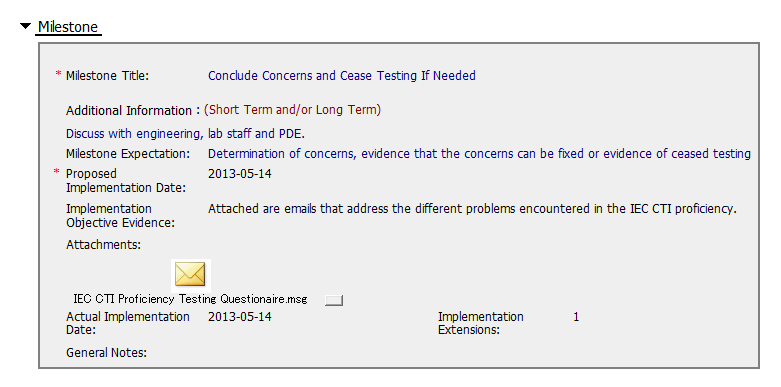 Milestone
* Milestone Title: Conclude Concerns and Cease Testing If Needed
Additional Information : (Short Term and/or Long Term)
Discuss with engineering, lab staff and PDE.
Milestone Expectation: Determination of concerns, evidence that the concerns can be fixed or evidence of ceased testing
* Proposed 2013-05-14
Implementation Date:
Implementation Attached are emails that address the different problems encountered in the IEC CTI proficiency.
Objective Evidence:
Attachments:
IEC CTI Proficiency Testing Questionaire.msg
Actual Implementation 2013-05-14 Implementation 1
Date: Extensions:
General Notes: